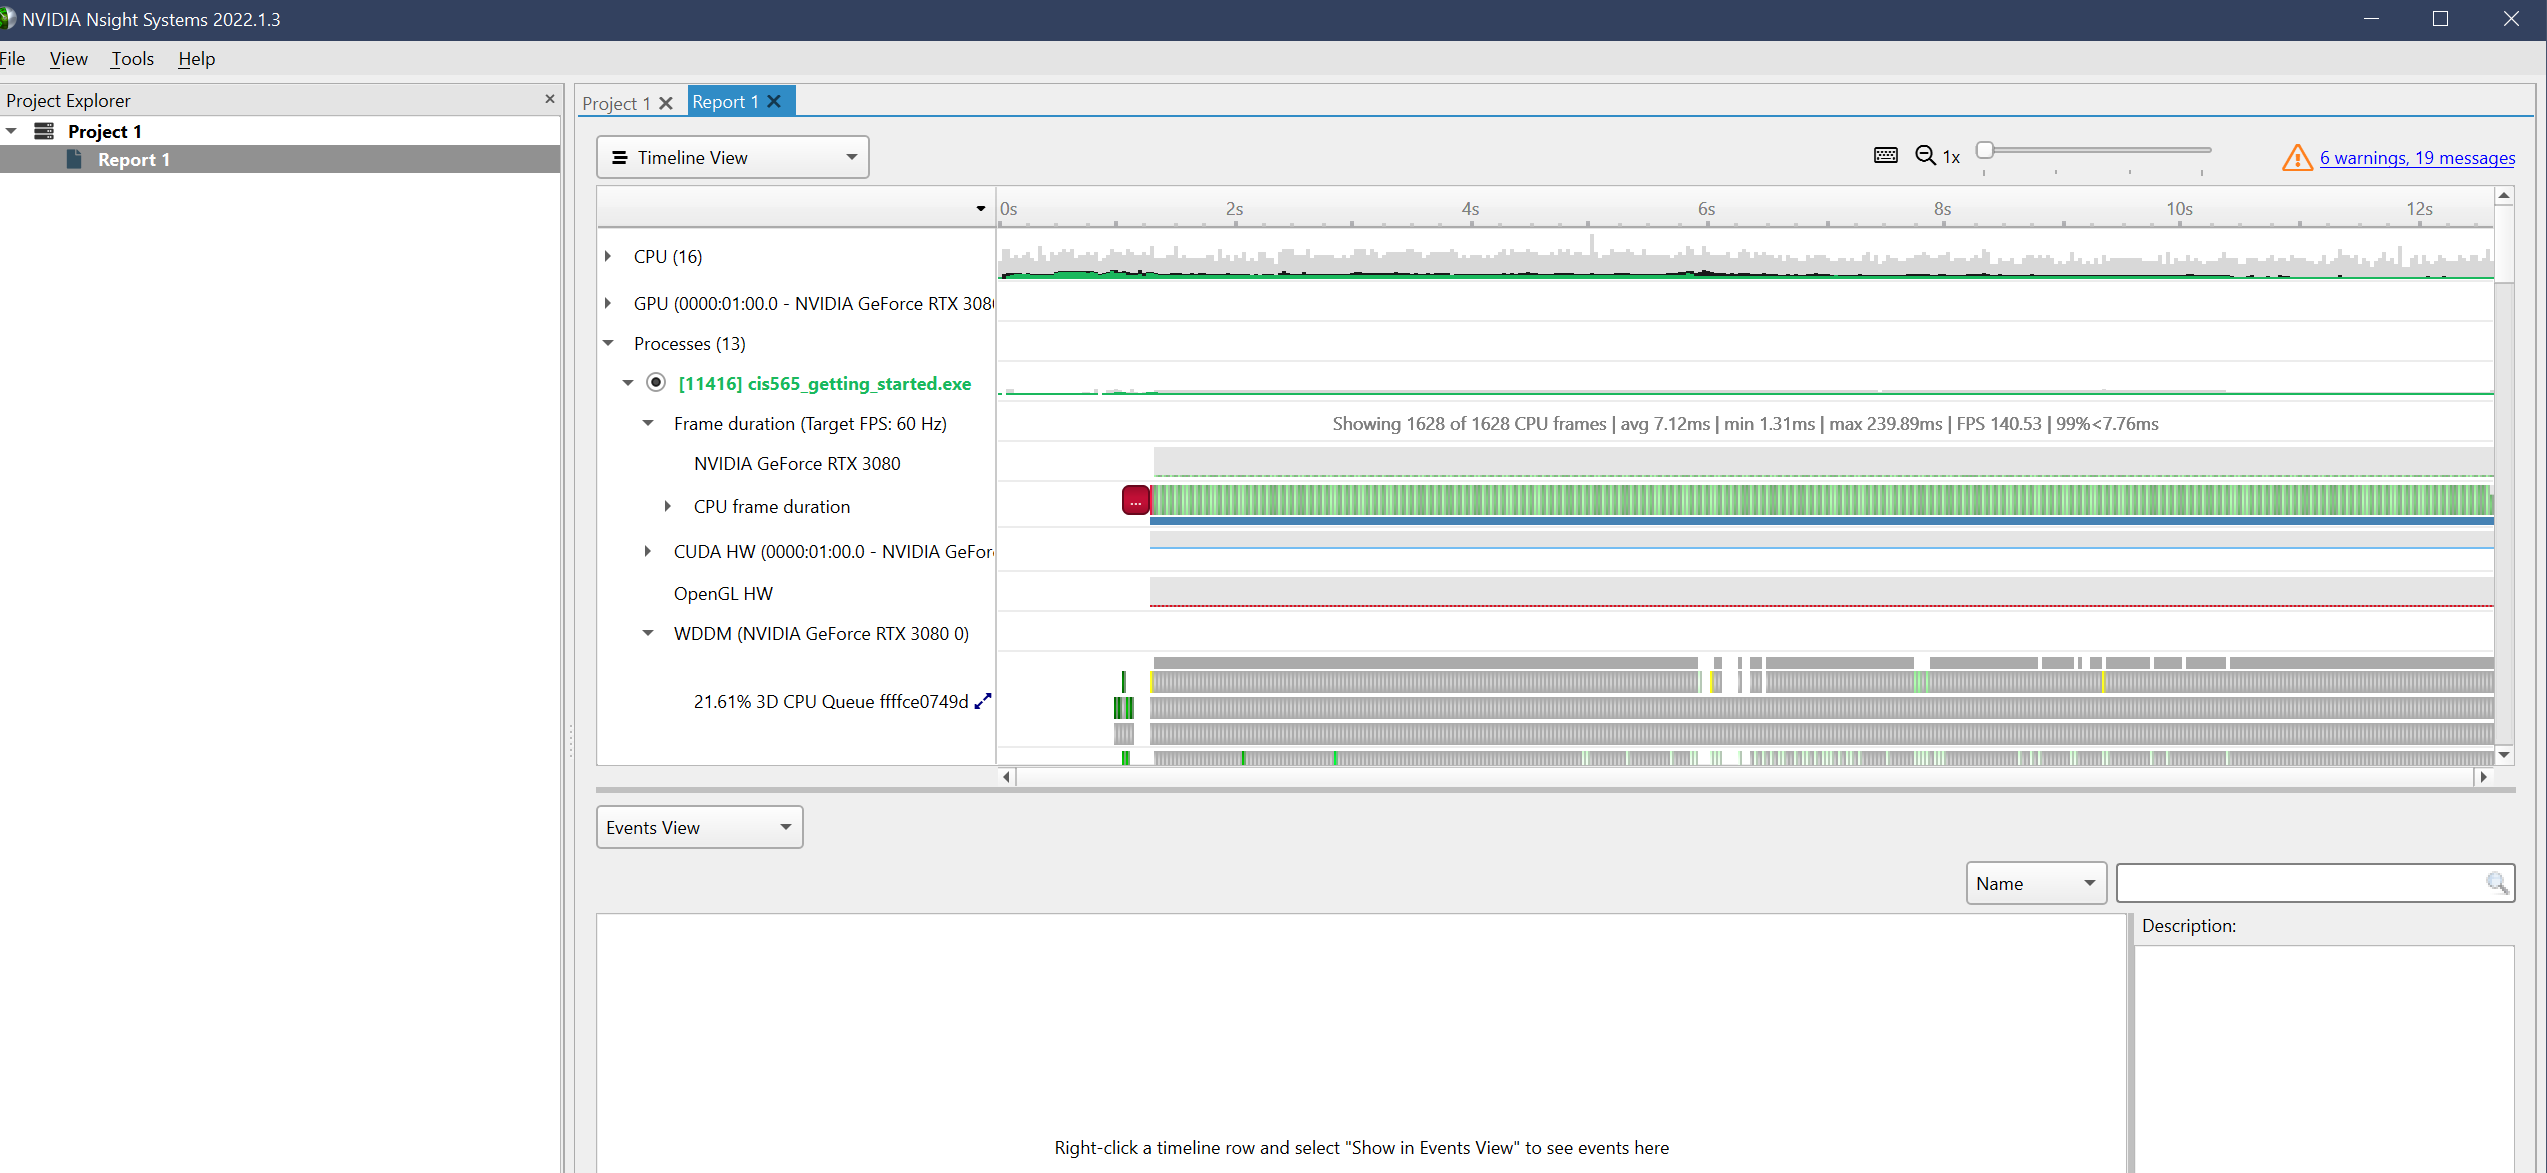 NVIDIA Nsight Systems 2022.1.3
File View Tools Help
Project Explorer
Project 1
Report 1
Project 1 Report 1
Timeline View
1x
6 warnings, 19 messages
0s 2s 4s 6s 8s 10s 12s
CPU (16)
GPU (0000:01:00.0 - NVIDIA GeForce RTX 308
Processes (13)
[11416] cis565_getting_started.exe
Frame duration (Target FPS: 60 Hz)
Showing 1628 of 1628 CPU frames | avg 7.12ms | min 1.31ms | max 239.89ms | FPS 140.53 | 99%<7.76ms
NVIDIA GeForce RTX 3080
CPU frame duration
...
CUDA HW (0000:01:00.0 - NVIDIA GeFor
OpenGL HW
WDDM (NVIDIA GeForce RTX 3080 0)
21.61% 3D CPU Queue ffffce0749d
Events View
Name
Description:
Right-click a timeline row and select "Show in Events View" to see events here